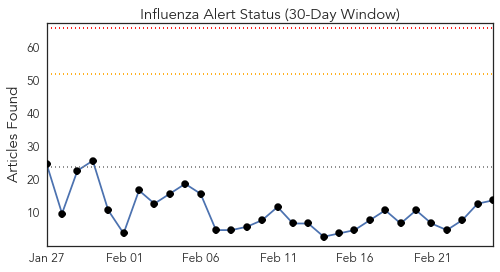 Influenza Alert Status (30-Day Window)
Articles Found
60
50
40
30
20
10
Jan 27 Feb 01 Feb 06 Feb 11 Feb 16 Feb 21